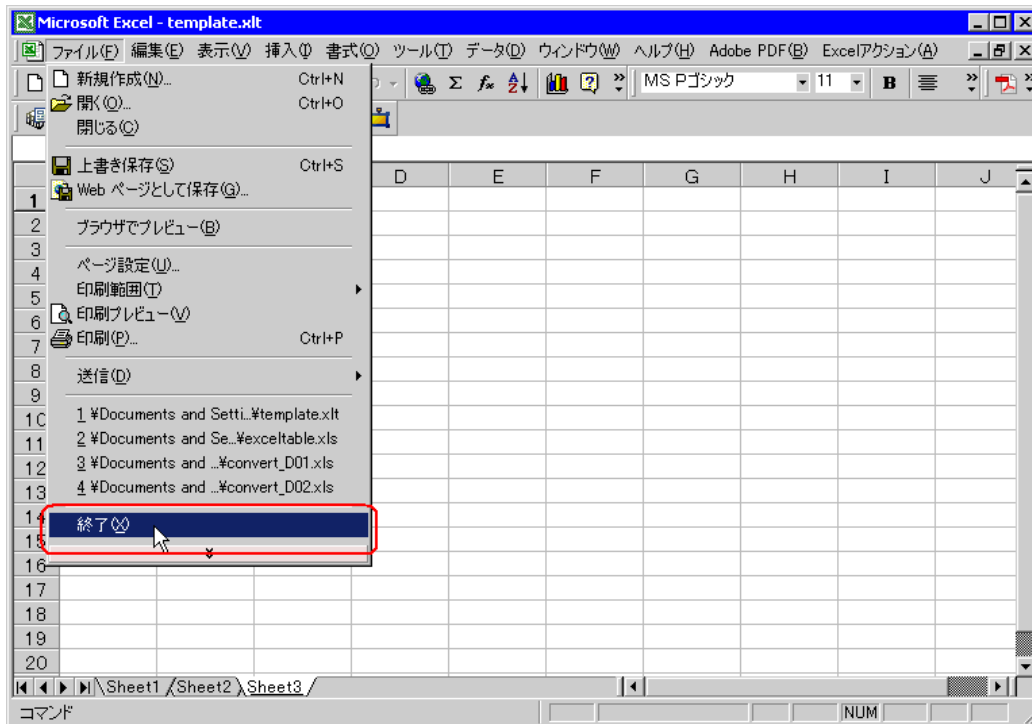 Microsoft Excel - template.xlt
ファイル(F) 編集(E) 表示(V) 挿入(I) 書式(O) ツール(T) データ(D) ウィンドウ(W) ヘルプ(H) Adobe PDF(B) Excelアクション(A)
MS Pゴシック 11 B
新規作成(N)... Ctrl+N
開く(O)... Ctrl+O
閉じる(C)
上書き保存(S) Ctrl+S
Web ページとして保存(G)...
ブラウザでプレビュー(B)
ページ設定(U)...
印刷範囲(T)
印刷プレビュー(V)
印刷(P)... Ctrl+P
送信(D)
1 ¥Documents and Setti...¥template.xlt
2 ¥Documents and Se...¥exceltable.xls
3 ¥Documents and ...¥convert_D01.xls
4 ¥Documents and ...¥convert_D02.xls
終了(X)
D E F G H I J
1
2
3
4
5
6
7
8
9
10
11
12
13
14
15
16
17
18
19
20
Sheet1 Sheet2 Sheet3
コマンド NUM